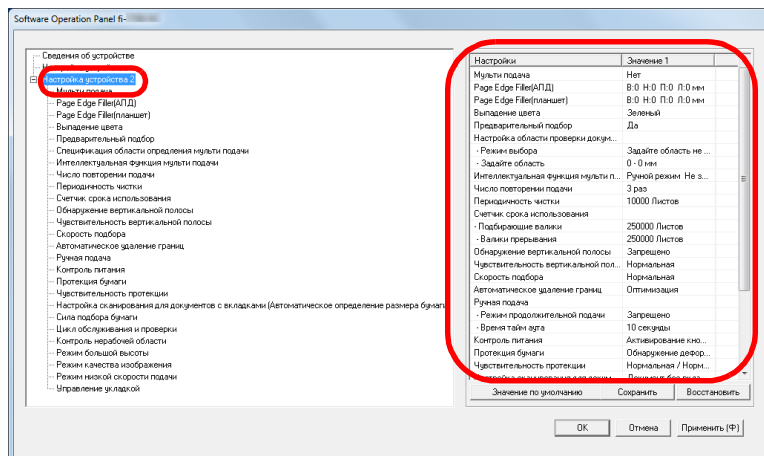 Software Operation Panel fi-
Сведения об устройстве
Настройка устройства 2
Мульти подача
Page Edge Filler(АПД)
Page Edge Filler(планшет)
Выпадение цвета
Предварительный подбор
Спецификация области опредления мульти подачи
Интеллектуальная функция мульти подачи
Число повторении подачи
Периодичность чистки
Счетчик срока использования
Обнаружение вертикальной полосы
Чувствительность вертикальной полосы
Скорость подбора
Автоматическое удаление границ
Ручная подача
Контроль питания
Протекция бумаги
Чувствительность протекции
Настройка сканирования для документов с вкладками (Автоматическое определение размера бумаги
Сила подбора бумаги
Цикл обслуживания и проверки
Контроль нерабочей области
Режим большой высоты
Режим качества изображения
Режим низкой скорости подачи
Управление укладкой
Настройки Значение 1
Мульти подача Нет
Page Edge Filler(АПД) В:0 Н:0 П:0 Л:0 мм
Page Edge Filler(планшет) В:0 Н:0 П:0 Л:0 мм
Выпадение цвета Зеленый
Предварительный подбор Да
Настройка области проверки докум...
- Режим выбора Задайте область не ...
- Задайте область 0 - 0 мм
Интеллектуальная функция мульти п... Ручной режим Не з...
Число повторении подачи 3 раз
Периодичность чистки 10000 Листов
Счетчик срока использования
- Подбирающие валики 250000 Листов
- Валики прерывания 250000 Листов
Обнаружение вертикальной полосы Запрещено
Чувствительность вертикальной пол... Нормальная
Скорость подбора Нормальная
Автоматическое удаление границ Оптимизация
Ручная подача
- Режим продолжительной подачи Запрещено
- Время тайм аута 10 секунды
Контроль питания Активирование кно...
Протекция бумаги Обнаружение дефор...
Чувствительность протекции Нормальная / Норм...
Значение по умолчанию Сохранить Восстановить
OK Отмена Применить (Ф)